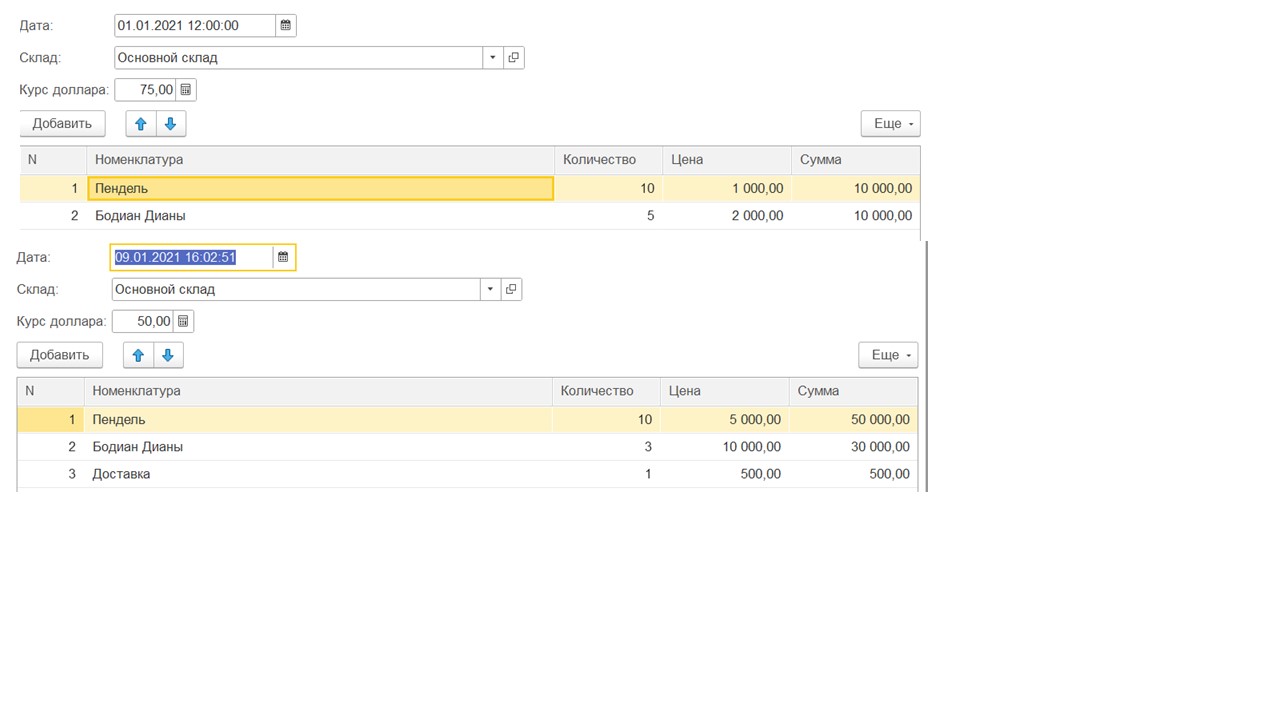 Дата: 01.01.2021 12:00:00
Склад: Основной склад
Курс доллара: 75,00
Добавить Еще
N Номенклатура Количество Цена Сумма
1 Пендель 10 1 000,00 10 000,00
2 Бодиан Дианы 5 2 000,00 10 000,00
Дата: 09.01.2021 16:02:51
Склад: Основной склад
Курс доллара: 50,00
Добавить Еще
N Номенклатура Количество Цена Сумма
1 Пендель 10 5 000,00 50 000,00
2 Бодиан Дианы 3 10 000,00 30 000,00
3 Доставка 1 500,00 500,00